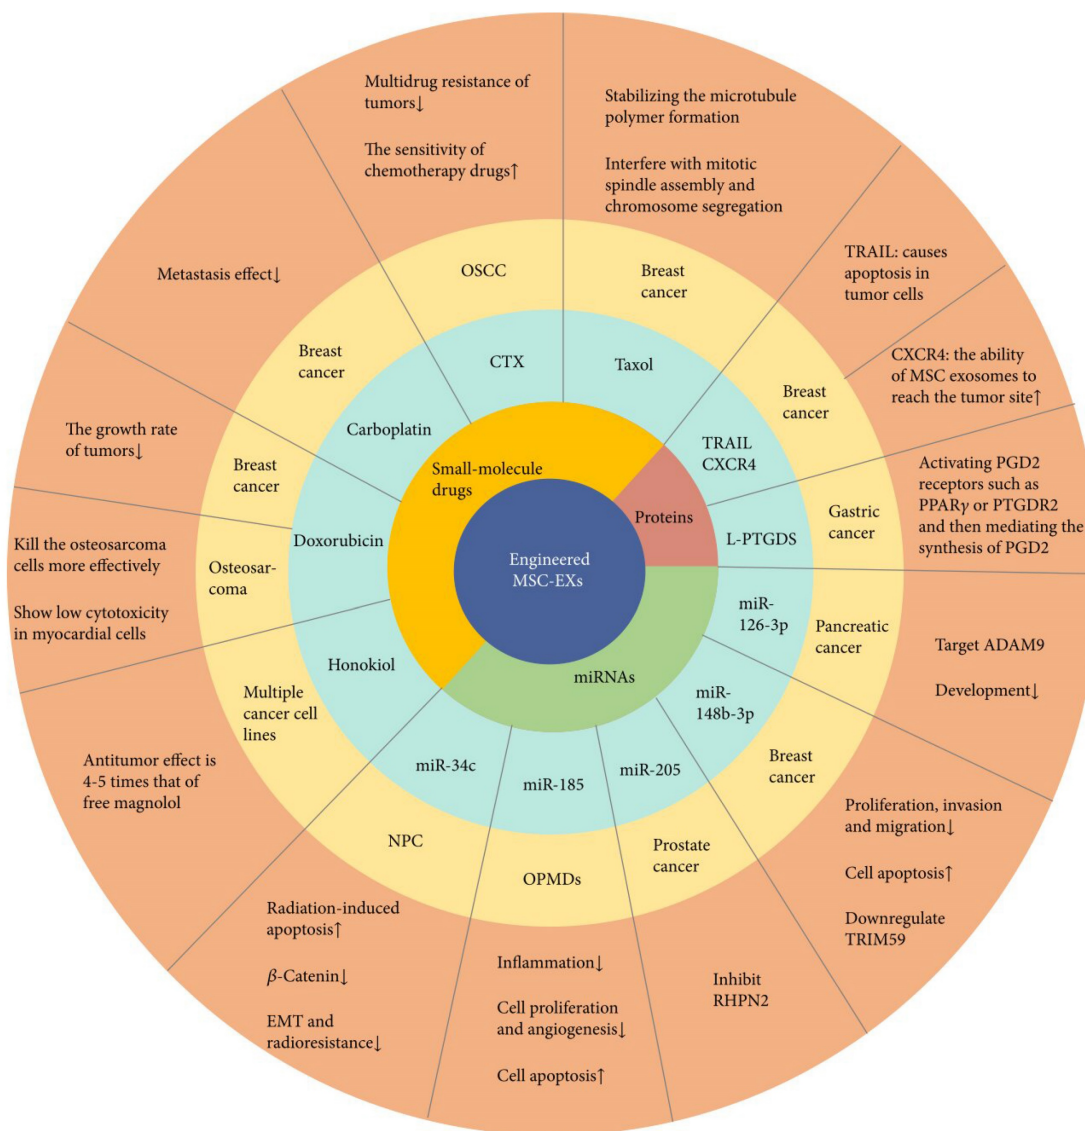 Multidrug resistance of
tumors↓
The sensitivity of
chemotherapy drugs↑
Stabilizing the microtubule
polymer formation
Interfere with mitotic
spindle assembly and
chromosome segregation
TRAIL: causes
apoptosis in
tumor cells
CXCR4: the ability
of MSC exosomes to
reach the tumor site↑
Activating PGD2
receptors such as
PPARγ or PTGDR2
and then mediating the
synthesis of PGD2
Target ADAM9
Development↓
Proliferation, invasion
and migration↓
Cell apoptosis↑
Downregulate
TRIM59
Inhibit
RHPN2
Inflammation↓
Cell proliferation
and angiogenesis↓
Cell apoptosis↑
Radiation-induced
apoptosis↑
β-Catenin↓
EMT and
radioresistance↓
Antitumor effect is
4-5 times that of
free magnolol
Kill the osteosarcoma
cells more effectively
Show low cytotoxicity
in myocardial cells
The growth rate
of tumors↓
Metastasis effect↓
OSCC
Breast
cancer
Breast
cancer
Gastric
cancer
Pancreatic
cancer
Breast
cancer
Prostate
cancer
OPMDs
NPC
Multiple
cancer cell
lines
Osteosar-
coma
Breast
cancer
Breast
cancer
CTX
Taxol
TRAIL
CXCR4
L-PTGDS
miR-
126-3p
miR-
148b-3p
miR-205
miR-185
miR-34c
Honokiol
Doxorubicin
Carboplatin
Small-molecule
drugs
Proteins
miRNAs
Engineered
MSC-EXs